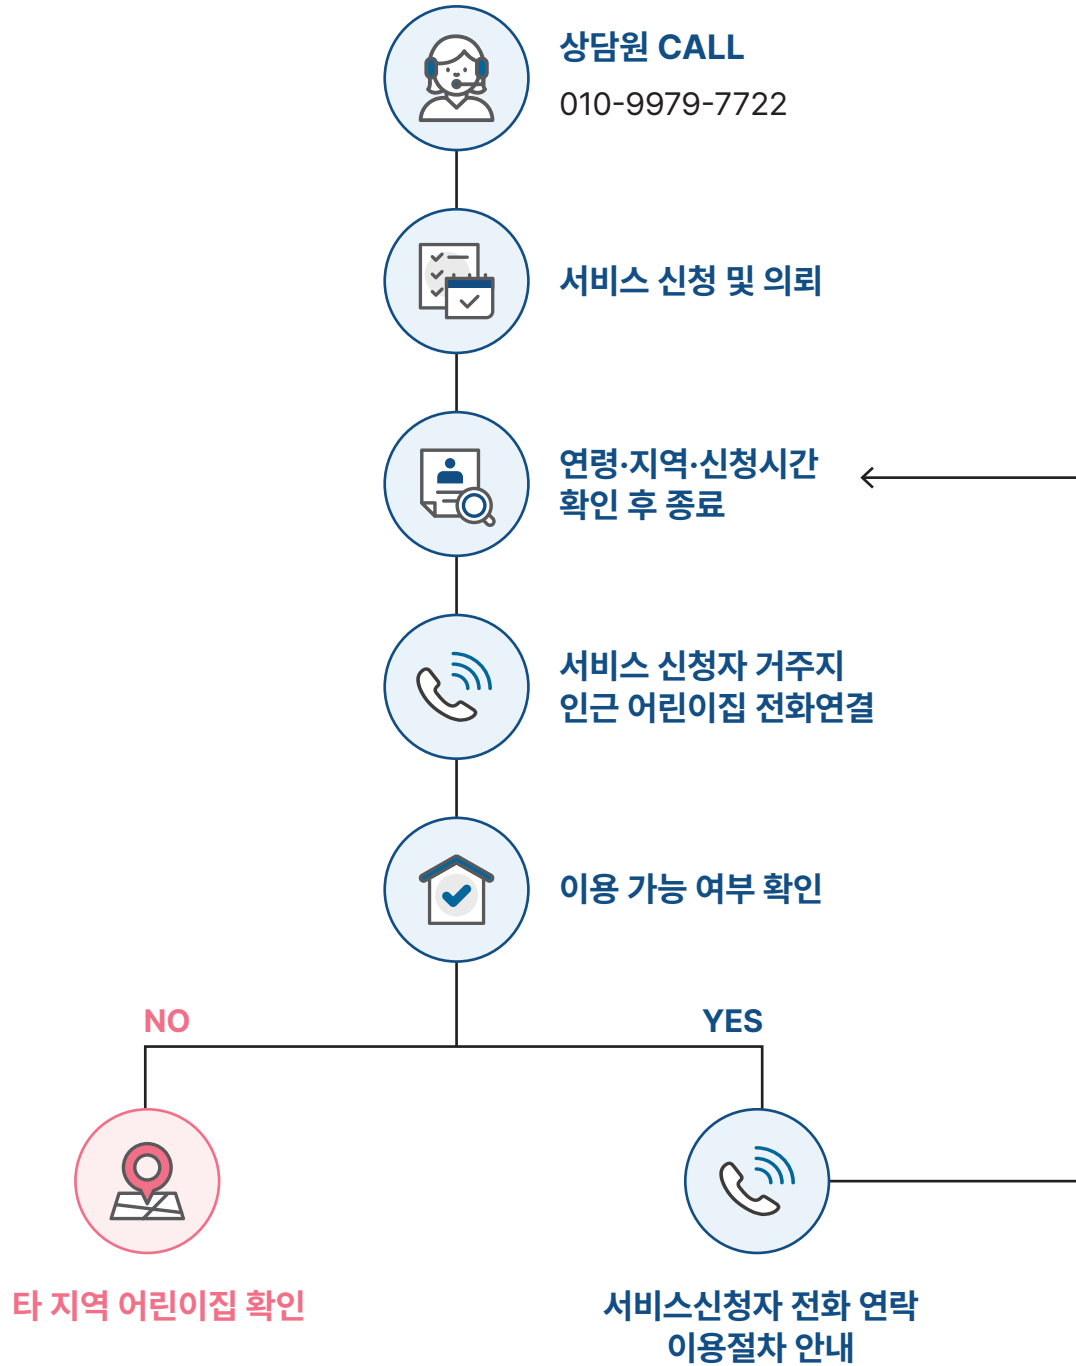 상담원 CALL
010-9979-7722
서비스 신청 및 의뢰
연령·지역·신청시간
확인 후 종료
서비스 신청자 거주지
인근 어린이집 전화연결
이용 가능 여부 확인
NO
YES
타 지역 어린이집 확인
서비스신청자 전화 연락
이용절차 안내